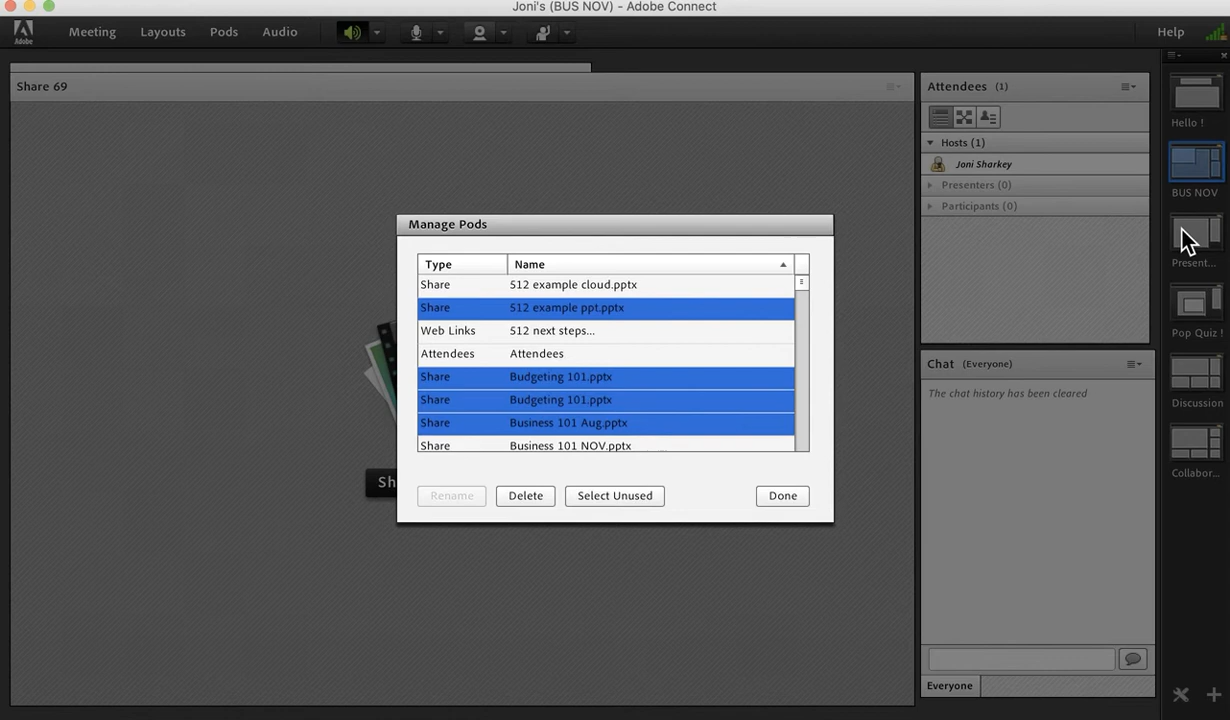 Joni's (BUS NOV) - Adobe Connect
Adobe
Meeting
Layouts
Pods
Audio
Help
Share 69
Attendees (1)
Hosts (1)
Joni Sharkey
Presenters (0)
Participants (0)
Chat (Everyone)
The chat history has been cleared
Everyone
Hello !
BUS NOV
Present...
Pop Quiz !
Discussion
Collabor...
Manage Pods
Type Name
Share 512 example cloud.pptx
Share 512 example ppt.pptx
Web Links 512 next steps...
Attendees Attendees
Share Budgeting 101.pptx
Share Budgeting 101.pptx
Share Business 101 Aug.pptx
Share Business 101 NOV.pptx
Rename
Delete
Select Unused
Done
Sh